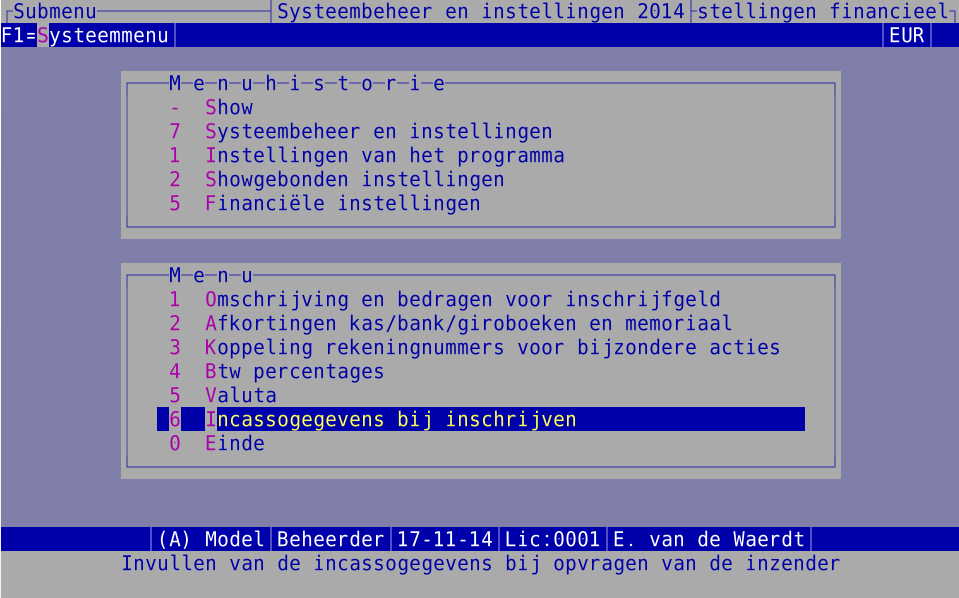 Submenu Systeembeheer en instellingen 2014 stellingen financieel
F1=Systeemmenu EUR
Menuhistorie
- Show
7 Systeembeheer en instellingen
1 Instellingen van het programma
2 Showgebonden instellingen
5 Financiële instellingen
Menu
1 Omschrijving en bedragen voor inschrijfgeld
2 Afkortingen kas/bank/giroboeken en memoriaal
3 Koppeling rekeningnummers voor bijzondere acties
4 Btw percentages
5 Valuta
6 Incassogegevens bij inschrijven
0 Einde
(A) Model Beheerder 17-11-14 Lic:0001 E. van de Waerdt
Invullen van de incassogegevens bij opvragen van de inzender